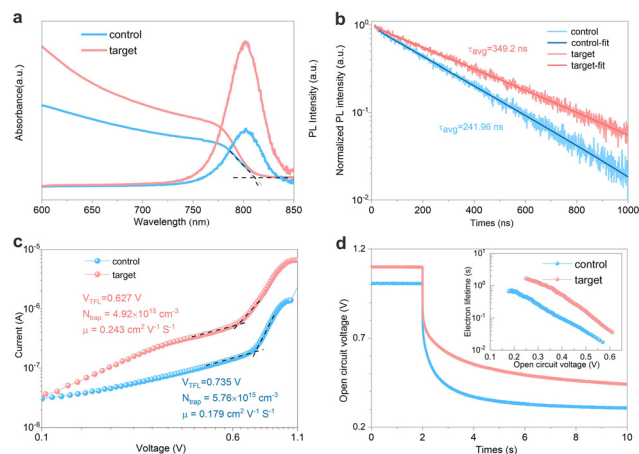 a
control
target
Absorbance(a.u.)
PL Intensity (a.u.)
600 650 700 750 800 850
Wavelength (nm)
b
control
control-fit
target
target-fit
τavg=349.2 ns
τavg=241.96 ns
Normalized PL intensity (a.u.)
10⁰
10⁻¹
10⁻²
0 200 400 600 800 1000
Times (ns)
c
control
target
VTFL=0.627 V
Ntrap = 4.92×10¹⁵ cm⁻³
μ = 0.243 cm² V⁻¹ S⁻¹
VTFL=0.735 V
Ntrap = 5.76×10¹⁵ cm⁻³
μ = 0.179 cm² V⁻¹ S⁻¹
Current (A)
10⁻⁵
10⁻⁶
10⁻⁷
10⁻⁸
0.1 0.6 1.1
Voltage (V)
d
Open circuit voltage (V)
1.2
0.9
0.6
0.2
0 2 4 6 8 10
Times (s)
control
target
Electron lifetime (s)
10²
10¹
10⁰
10⁻¹
10⁻²
0.1 0.2 0.3 0.4 0.5 0.6
Open circuit voltage (V)